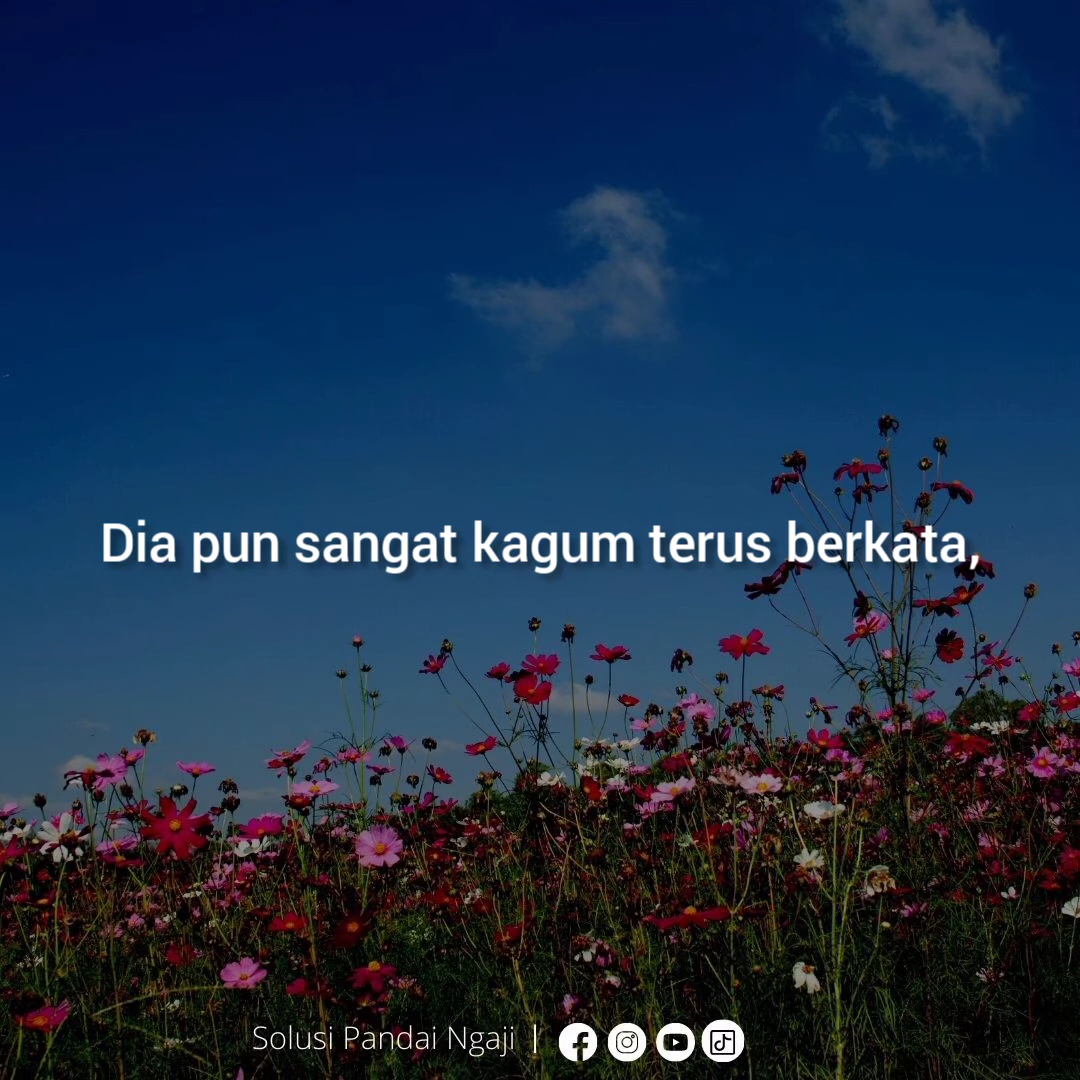 Dia pun sangat kagum terus berkata,
Solusi Pandai Ngaji |